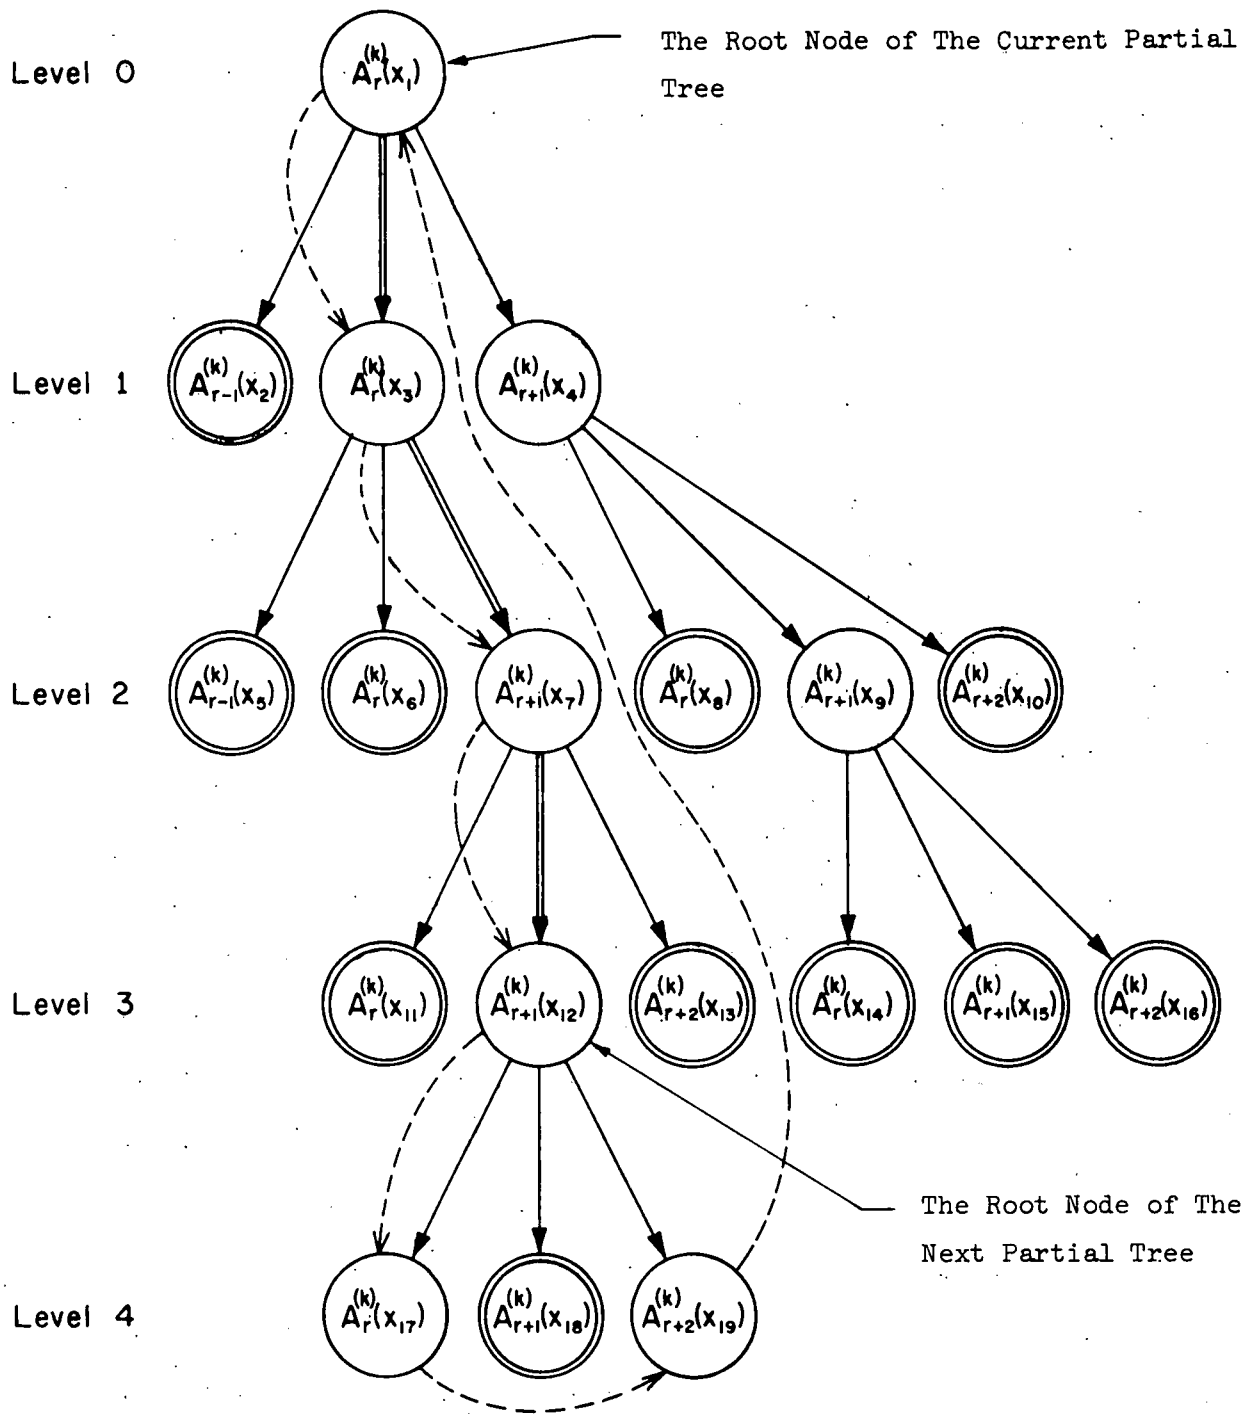 The Root Node of The Current Partial
Tree
Level 0
A_r^(k)(x_1)
Level 1
A_{r-1}^(k)(x_2)
A_r^(k)(x_3)
A_{r+1}^(k)(x_4)
Level 2
A_{r-1}^(k)(x_5)
A_r^(k)(x_6)
A_{r+1}^(k)(x_7)
A_r^(k)(x_8)
A_{r+1}^(k)(x_9)
A_{r+2}^(k)(x_10)
Level 3
A_r^(k)(x_11)
A_{r+1}^(k)(x_12)
A_{r+2}^(k)(x_13)
A_r^(k)(x_14)
A_{r+1}^(k)(x_15)
A_{r+2}^(k)(x_16)
The Root Node of The
Next Partial Tree
Level 4
A_r^(k)(x_17)
A_{r+1}^(k)(x_18)
A_{r+2}^(k)(x_19)